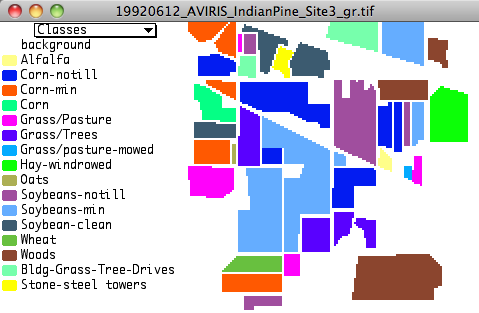 19920612_AVIRIS_IndianPine_Site3_gr.tif
Classes
background
Alfalfa
Corn-notill
Corn-min
Corn
Grass/Pasture
Grass/Trees
Grass/pasture-mowed
Hay-windrowed
Oats
Soybeans-notill
Soybeans-min
Soybean-clean
Wheat
Woods
Bldg-Grass-Tree-Drives
Stone-steel towers